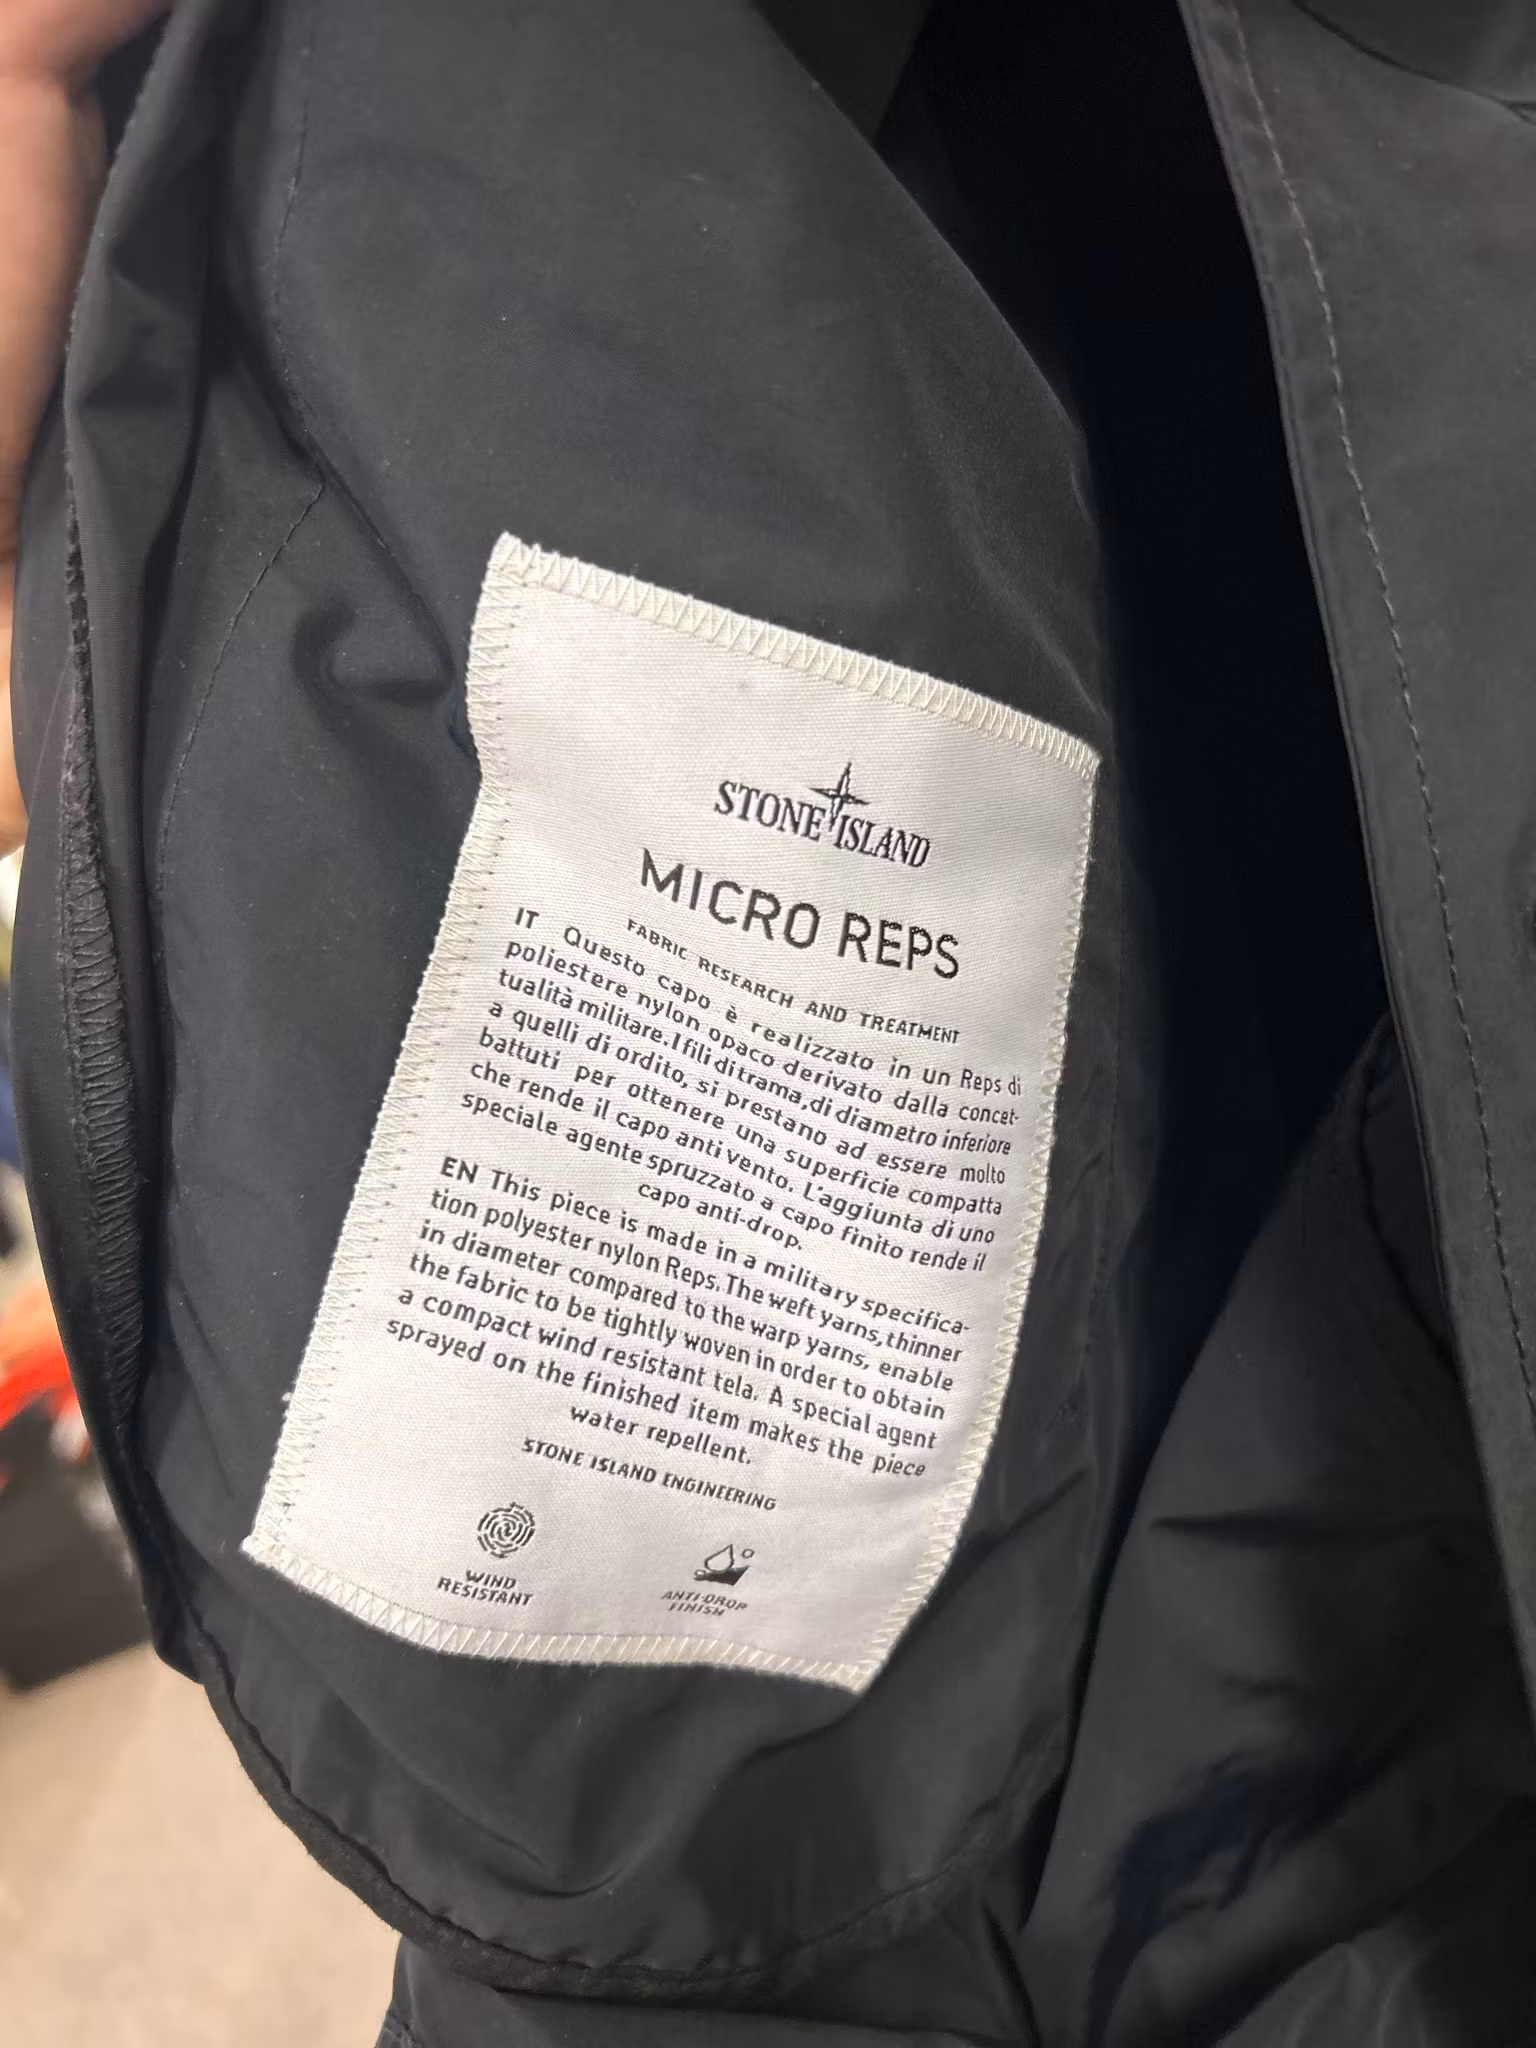 STONE ISLAND
MICRO REPS
FABRIC RESEARCH AND TREATMENT
IT Questo capo è realizzato in un Reps di
poliestere nylon opaco derivato dalla concet-
tualità militare. I fili di trama, di diametro inferiore
a quelli di ordito, si prestano ad essere molto
battuti per ottenere una superficie compatta
che rende il capo anti vento. L'aggiunta di uno
speciale agente spruzzato a capo finito rende il
capo anti-drop.
EN This piece is made in a military specifica-
tion polyester nylon Reps. The weft yarns, thinner
in diameter compared to the warp yarns, enable
the fabric to be tightly woven in order to obtain
a compact wind resistant tela. A special agent
sprayed on the finished item makes the piece
water repellent.
STONE ISLAND ENGINEERING
WIND
RESISTANT
ANTI-DROP
FINISH